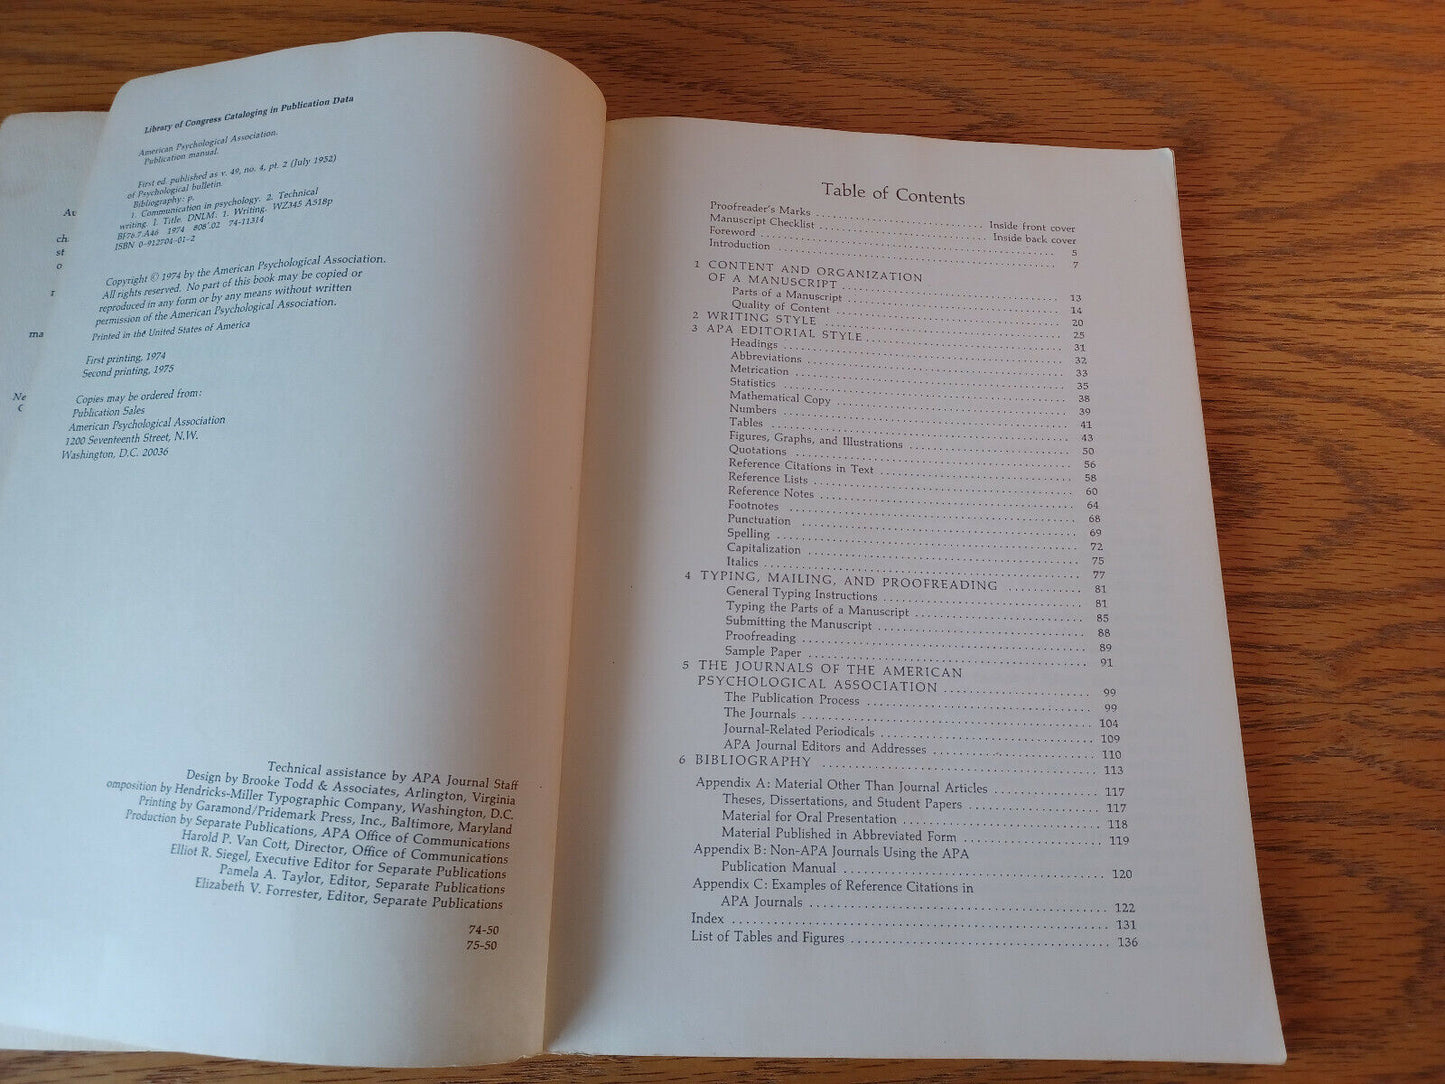 Au
cha
st
o
T
ma
Ne
C
Library of Congress Cataloging in Publication Data
American Psychological Association.
Publication manual.
First ed. published as v. 49, no. 4, pt. 2 (July 1952)
of Psychological bulletin.
Bibliography: p.
1. Communication in psychology. 2. Technical
writing. I. Title. DNLM: 1. Writing. WZ345 A518p
BF76.7.A46 1974 808'.02 74-11314
ISBN 0-912704-01-2
Copyright © 1974 by the American Psychological Association.
All rights reserved. No part of this book may be copied or
reproduced in any form or by any means without written
permission of the American Psychological Association.
Printed in the United States of America
First printing, 1974
Second printing, 1975
Copies may be ordered from:
Publication Sales
American Psychological Association
1200 Seventeenth Street, N.W.
Washington, D.C. 20036
Technical assistance by APA Journal Staff
Design by Brooke Todd & Associates, Arlington, Virginia
omposition by Hendricks-Miller Typographic Company, Washington, D.C.
Printing by Garamond/Pridemark Press, Inc., Baltimore, Maryland
Production by Separate Publications, APA Office of Communications
Harold P. Van Cott, Director, Office of Communications
Elliot R. Siegel, Executive Editor for Separate Publications
Pamela A. Taylor, Editor, Separate Publications
Elizabeth V. Forrester, Editor, Separate Publications
74-50
75-50
Table of Contents
Proofreader's Marks Inside front cover
Manuscript Checklist Inside back cover
Foreword 5
Introduction 7
1 CONTENT AND ORGANIZATION
OF A MANUSCRIPT 13
Parts of a Manuscript 14
Quality of Content 20
2 WRITING STYLE 25
3 APA EDITORIAL STYLE 31
Headings 32
Abbreviations 33
Metrication 35
Statistics 38
Mathematical Copy 39
Numbers 41
Tables 43
Figures, Graphs, and Illustrations 50
Quotations 56
Reference Citations in Text 58
Reference Lists 60
Reference Notes 64
Footnotes 68
Punctuation 69
Spelling 72
Capitalization 75
Italics 77
4 TYPING, MAILING, AND PROOFREADING 81
General Typing Instructions 81
Typing the Parts of a Manuscript 85
Submitting the Manuscript 88
Proofreading 89
Sample Paper 91
5 THE JOURNALS OF THE AMERICAN
PSYCHOLOGICAL ASSOCIATION 99
The Publication Process 99
The Journals 104
Journal-Related Periodicals 109
APA Journal Editors and Addresses 110
6 BIBLIOGRAPHY 113
Appendix A: Material Other Than Journal Articles 117
Theses, Dissertations, and Student Papers 117
Material for Oral Presentation 118
Material Published in Abbreviated Form 119
Appendix B: Non-APA Journals Using the APA
Publication Manual 120
Appendix C: Examples of Reference Citations in
APA Journals 122
Index 131
List of Tables and Figures 136